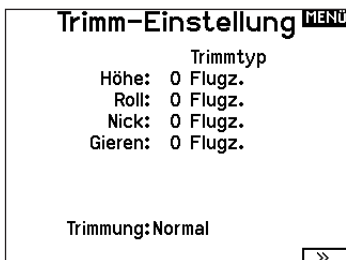 Trimm-Einstellung MENÜ
Trimmtyp
Höhe: 0 Flugz.
Roll: 0 Flugz.
Nick: 0 Flugz.
Gieren: 0 Flugz.
Trimmung: Normal
>>